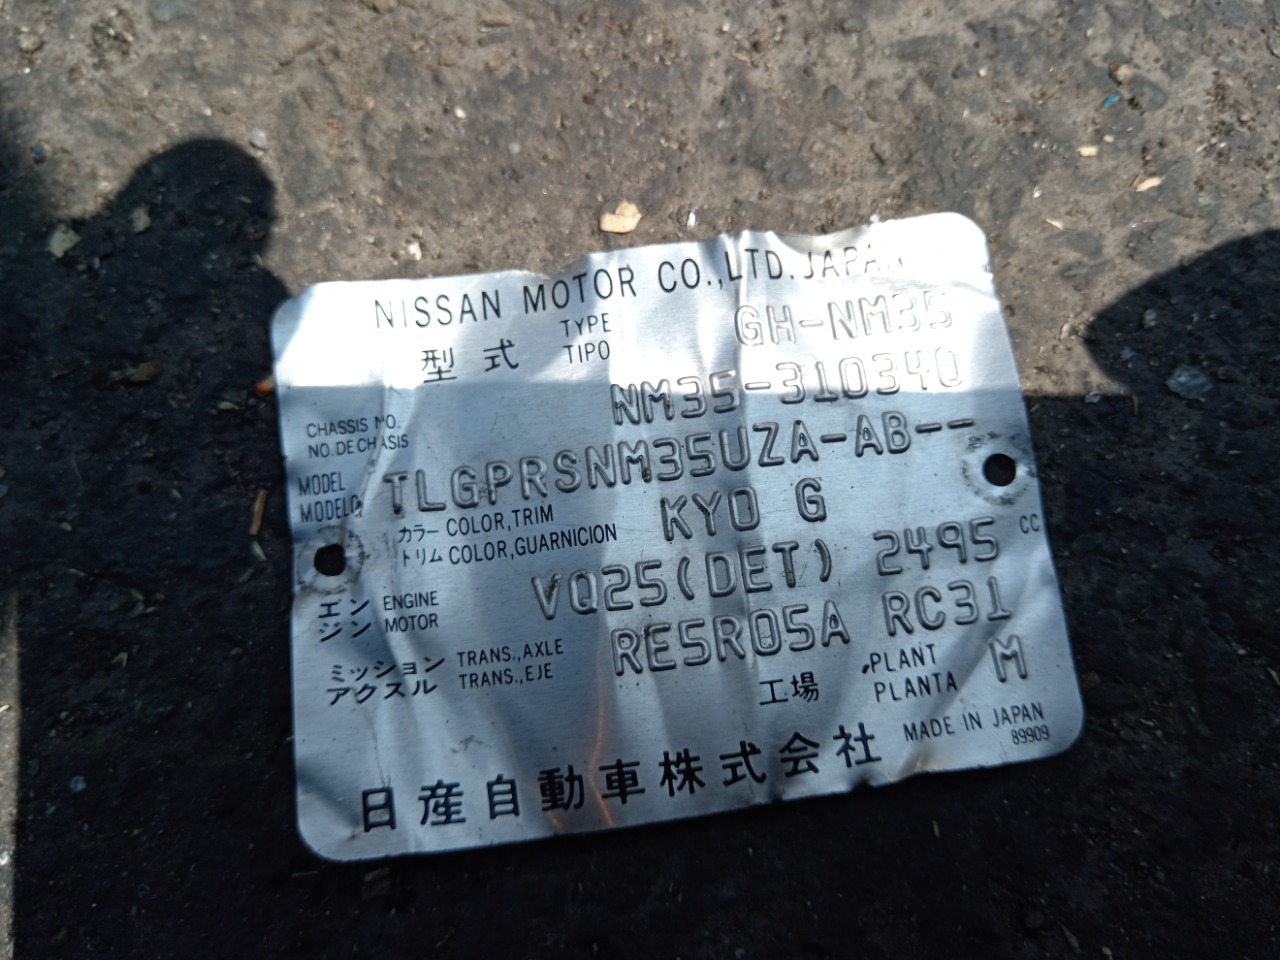 NISSAN MOTOR CO.,LTD. JAPAN
型式 TYPE TIPO GH-NM35
CHASSIS NO. NO. DE CHASIS NM35-310340
MODEL MODELO TLGPRSNM35UZA-AB--
カラー COLOR,TRIM KY0 G
トリム COLOR,GUARNICION
エンジン ENGINE MOTOR VQ25(DET) 2495 CC
ミッション TRANS.,AXLE RE5R05A RC31
アクスル TRANS.,EJE
工場 PLANT PLANTA M
MADE IN JAPAN
89909
日産自動車株式会社